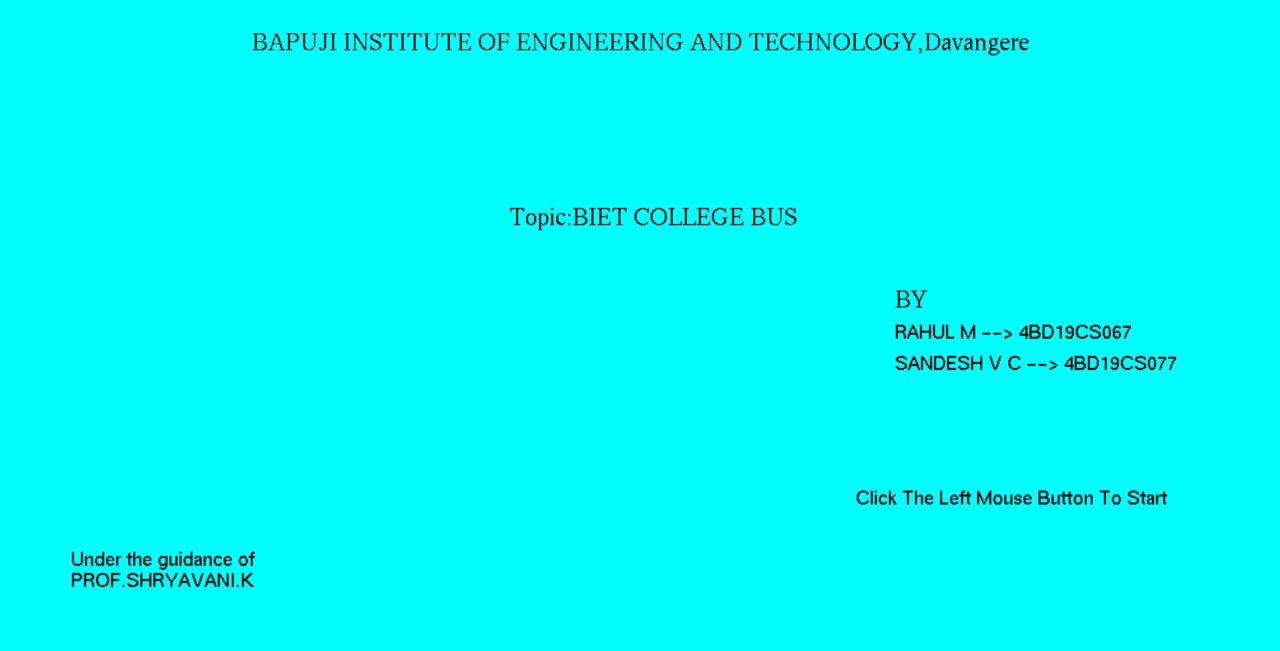 BAPUJI INSTITUTE OF ENGINEERING AND TECHNOLOGY,Davangere
Topic:BIET COLLEGE BUS
BY
RAHUL M --> 4BD19CS067
SANDESH V C --> 4BD19CS077
Click The Left Mouse Button To Start
Under the guidance of
PROF.SHRYAVANI.K